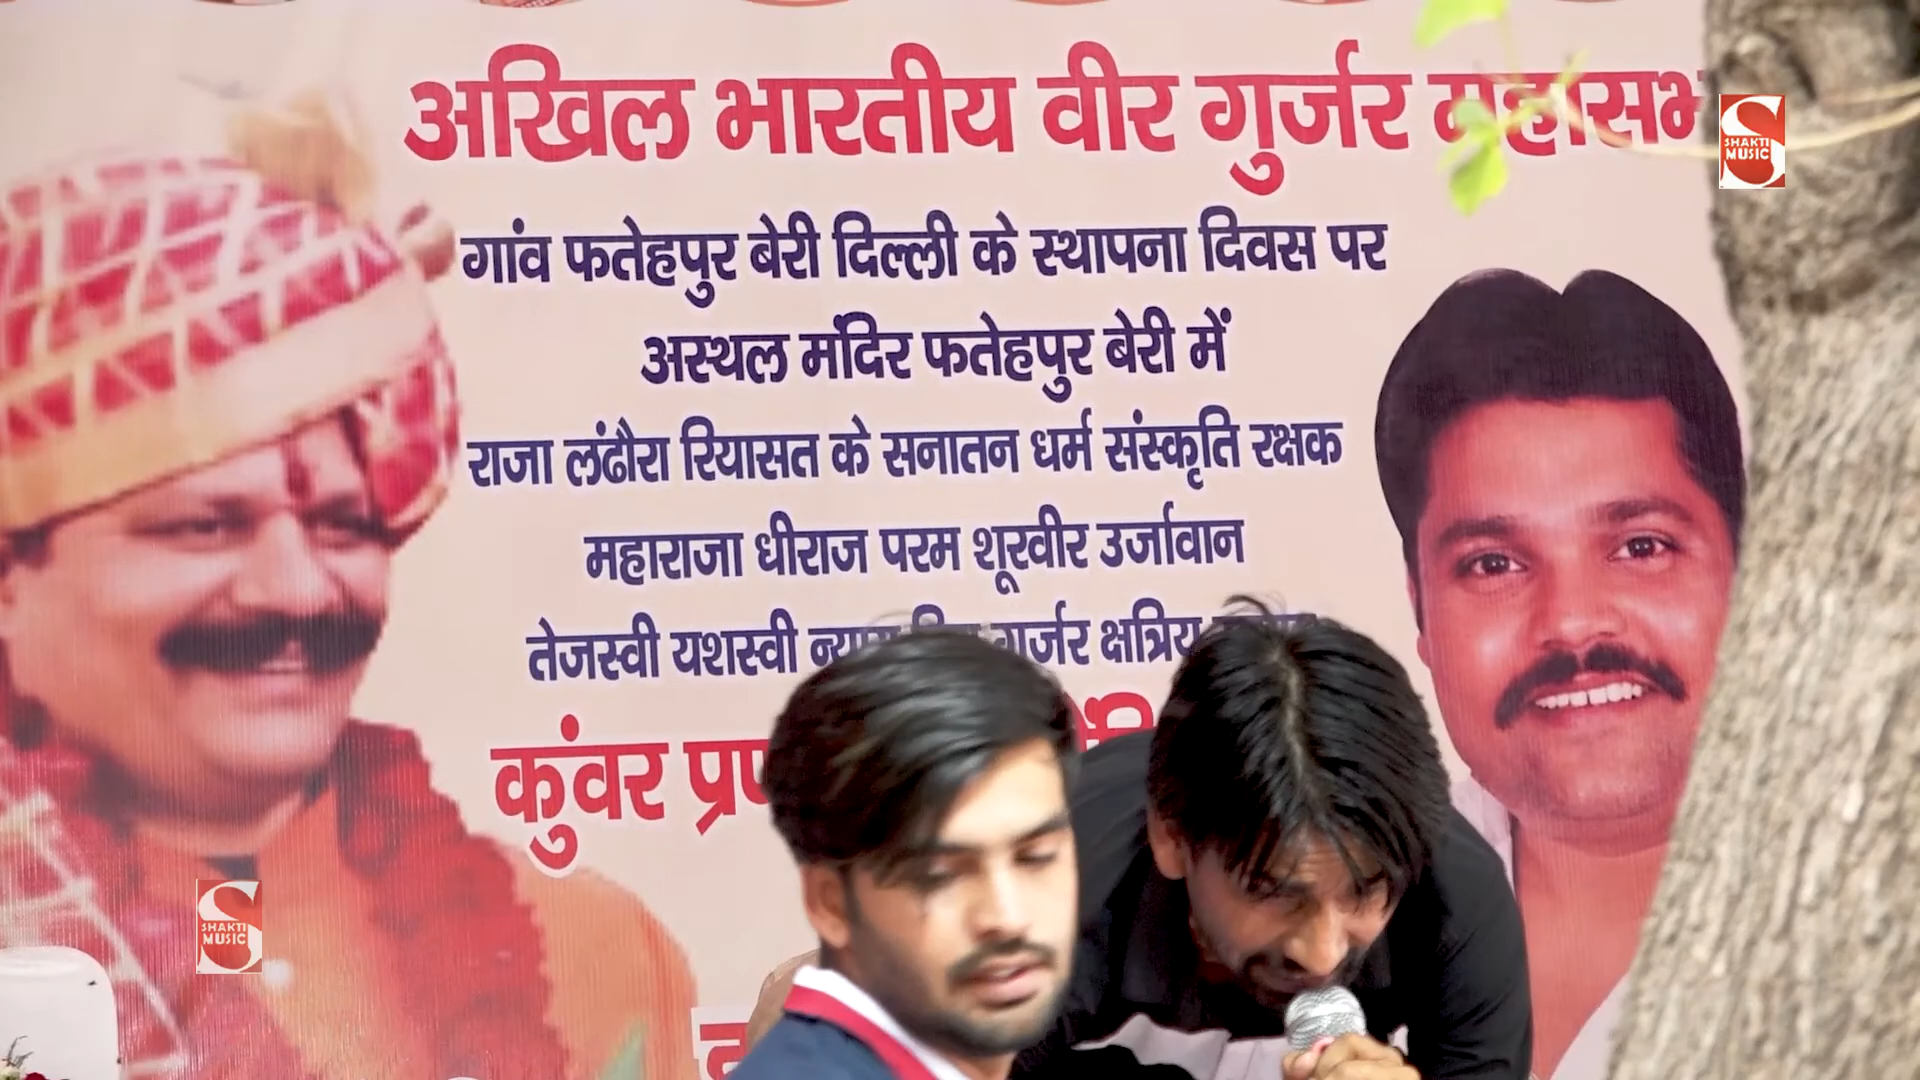 अखिल भारतीय वीर गुर्जर
SHAKTI
MUSIC
गांव फतेहपुर बेरी दिल्ली के स्थापना दिवस पर
अस्थल मंदिर फतेहपुर बेरी में
राजा लंढौरा रियासत के सनातन धर्म संस्कृति रक्षक
महाराजा धीराज परम शूरवीर उर्जावान
तेजस्वी यशस्वी गुर्जर क्षत्रिय
कुंवर
SHAKTI
MUSIC